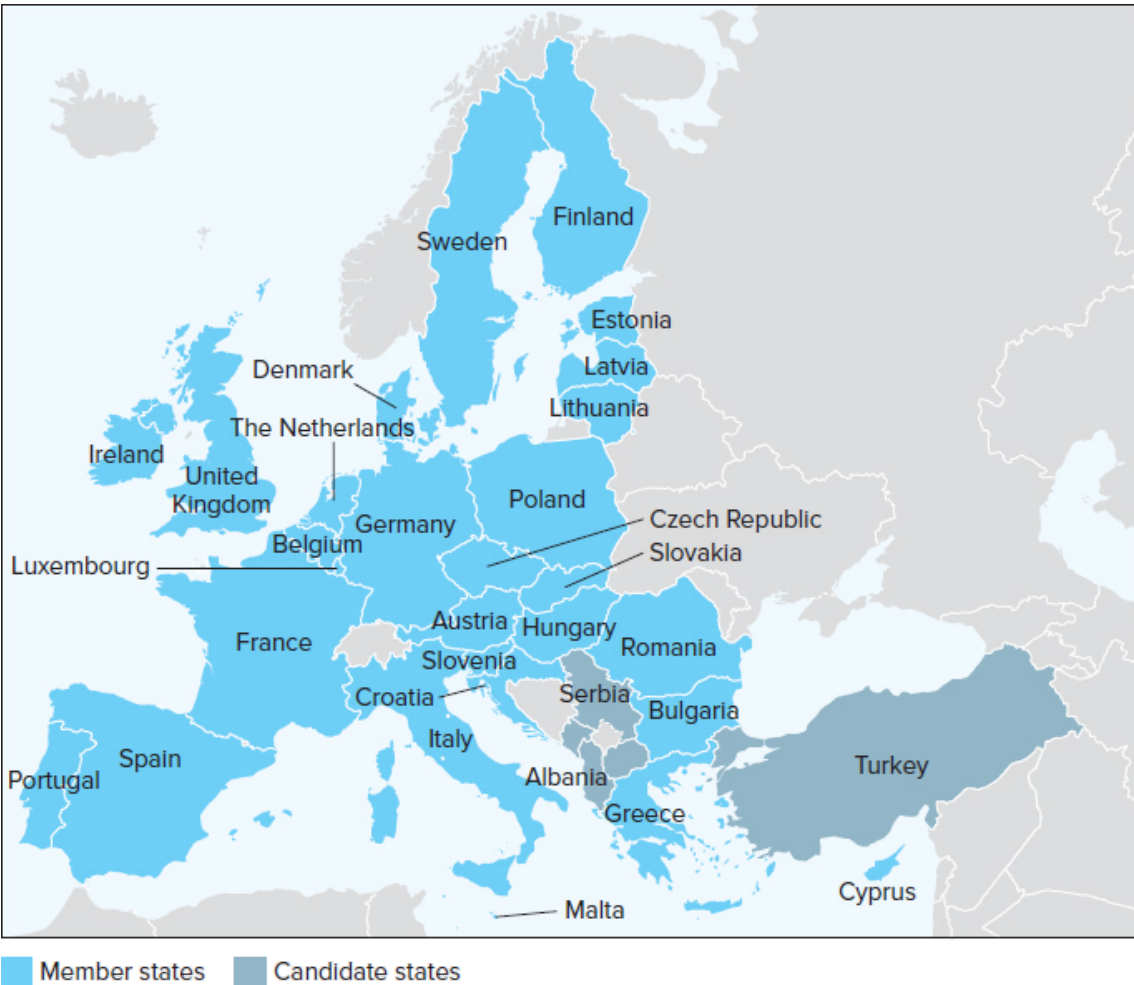 Finland
Sweden
Estonia
Latvia
Denmark
Lithuania
The Netherlands
Ireland
United
Kingdom
Poland
Germany
Czech Republic
Belgium
Slovakia
Luxembourg
Austria
Hungary
France
Romania
Slovenia
Serbia
Croatia
Bulgaria
Italy
Spain
Turkey
Portugal
Albania
Greece
Cyprus
Malta
Member states
Candidate states